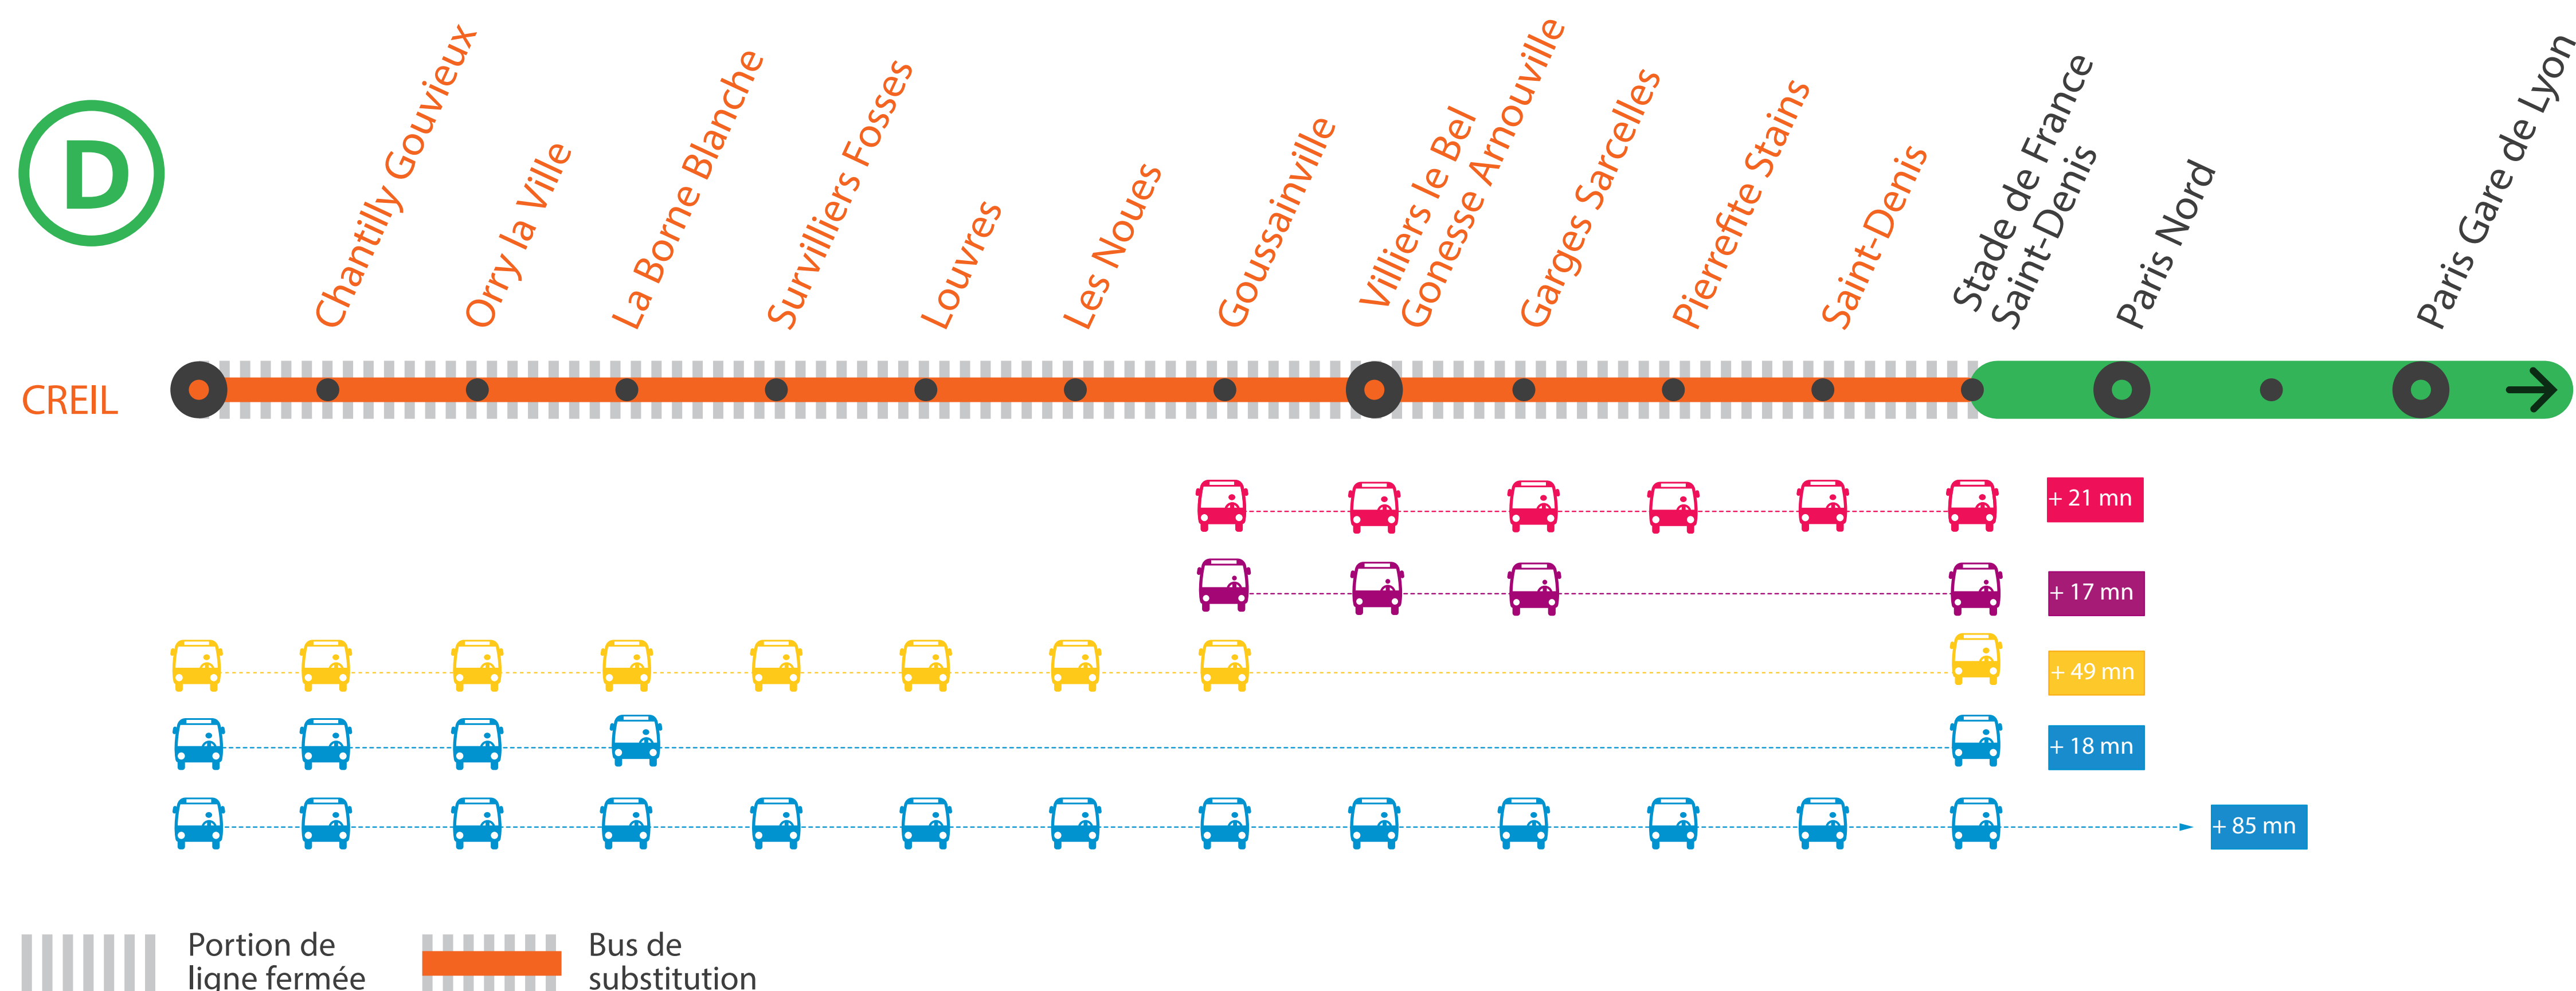 D
Chantilly Gouvieux
Orry la Ville
La Borne Blanche
Survilliers Fosses
Louvres
Les Noues
Goussainville
Villiers le Bel
Gonesse Arnouville
Garges Sarcelles
Pierrefite Stains
Saint-Denis
Stade de France
Saint-Denis
Paris Nord
Paris Gare de Lyon
CREIL
+ 21 mn
+ 17 mn
+ 49 mn
+ 18 mn
+ 85 mn
Portion de
ligne fermée
Bus de
substitution